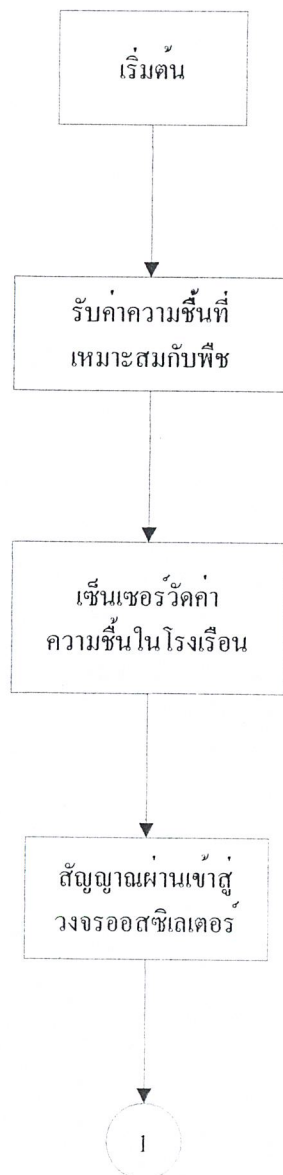 เริ่มต้น
รับค่าความชื้นที่
เหมาะสมกับพืช
เซ็นเซอร์วัดค่า
ความชื้นในโรงเรือน
สัญญาณผ่านเข้าสู่
วงจรออสซิเลเตอร์
1